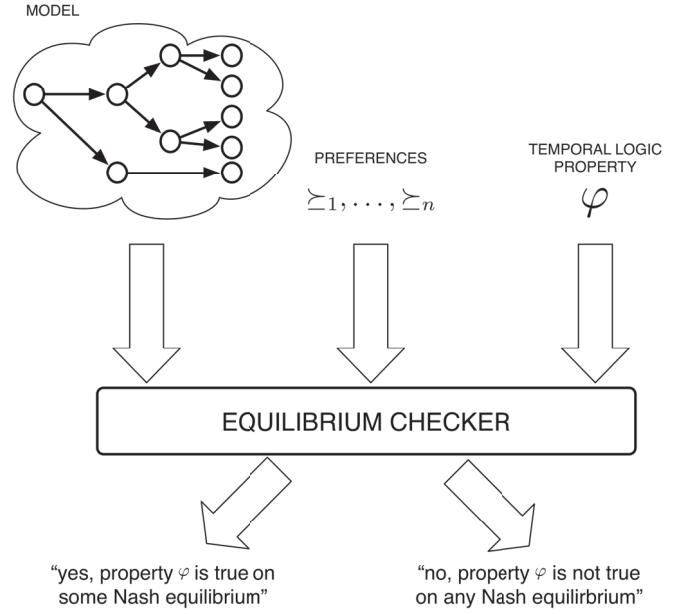 MODEL
PREFERENCES
⪰1, . . . , ⪰n
TEMPORAL LOGIC
PROPERTY
φ
EQUILIBRIUM CHECKER
“yes, property φ is true on
some Nash equilibrium”
“no, property φ is not true
on any Nash equilirbrium”